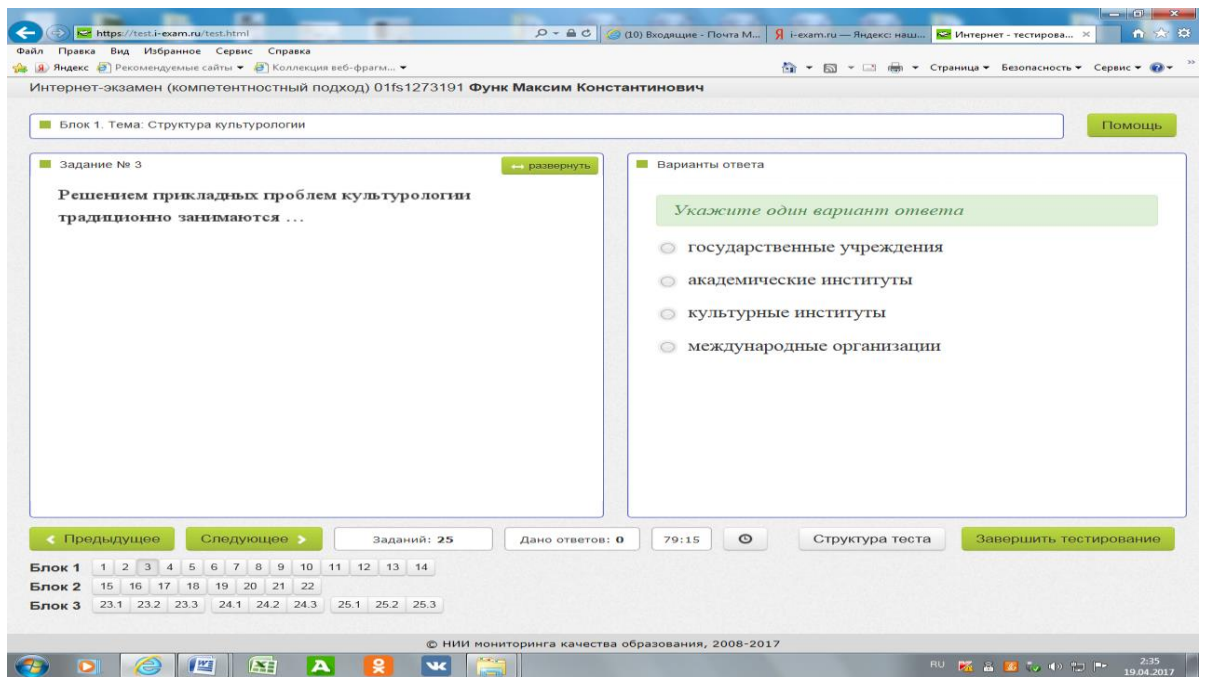 https://test.i-exam.ru/test.html
(10) Входящие - Почта M...
Я i-exam.ru — Яндекс: наш...
Интернет - тестирова...
Файл Правка Вид Избранное Сервис Справка
Яндекс Рекомендуемые сайты Коллекция веб-фрагм...
Страница Безопасность Сервис
Интернет-экзамен (компетентностный подход) 01fs1273191 Функ Максим Константинович
Блок 1. Тема: Структура культурологии
Помощь
Задание № 3
развернуть
Решением прикладных проблем культурологии
традиционно занимаются ...
Варианты ответа
Укажите один вариант ответа
государственные учреждения
академические институты
культурные институты
международные организации
Предыдущее Следующее Заданий: 25 Дано ответов: 0 79:15 Структура теста Завершить тестирование
Блок 1 1 2 3 4 5 6 7 8 9 10 11 12 13 14
Блок 2 15 16 17 18 19 20 21 22
Блок 3 23.1 23.2 23.3 24.1 24.2 24.3 25.1 25.2 25.3
© НИИ мониторинга качества образования, 2008-2017
RU
2:35
19.04.2017